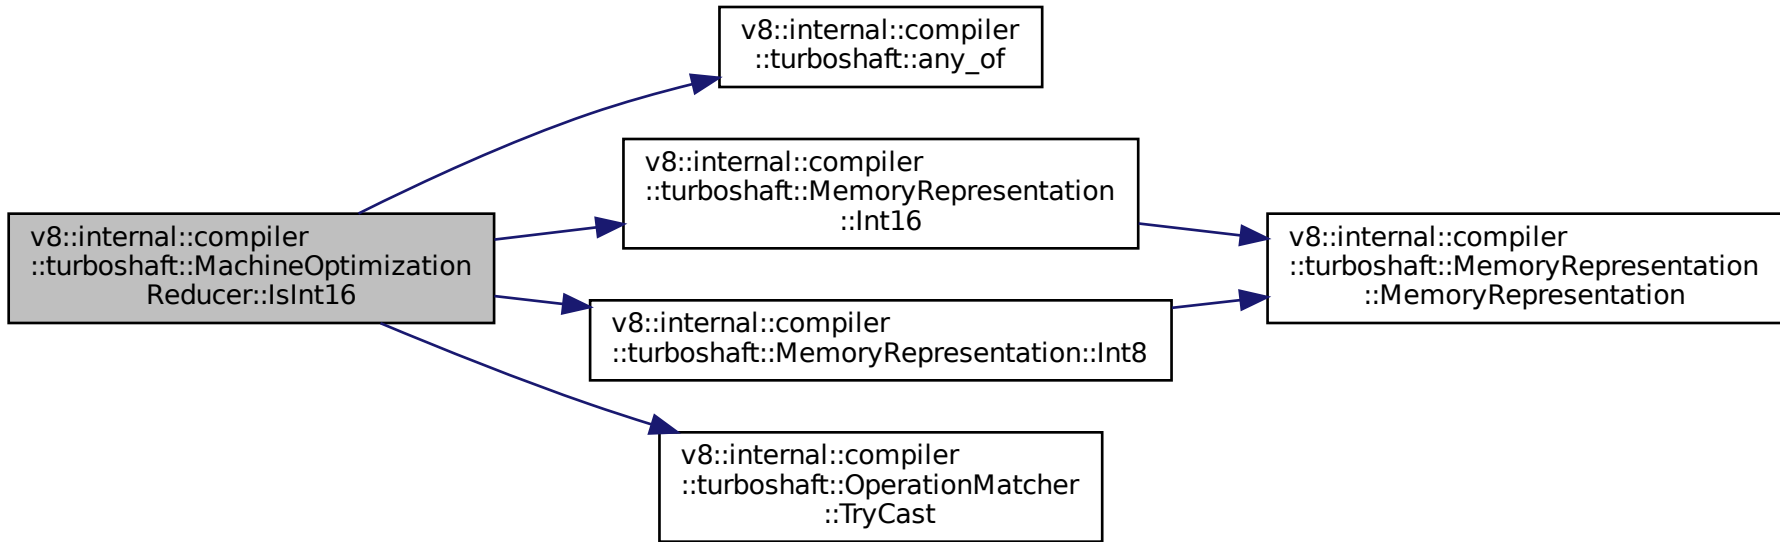 v8::internal::compiler
::turboshaft::MachineOptimization
Reducer::IsInt16
v8::internal::compiler
::turboshaft::any_of
v8::internal::compiler
::turboshaft::MemoryRepresentation
::Int16
v8::internal::compiler
::turboshaft::MemoryRepresentation::Int8
v8::internal::compiler
::turboshaft::OperationMatcher
::TryCast
v8::internal::compiler
::turboshaft::MemoryRepresentation
::MemoryRepresentation